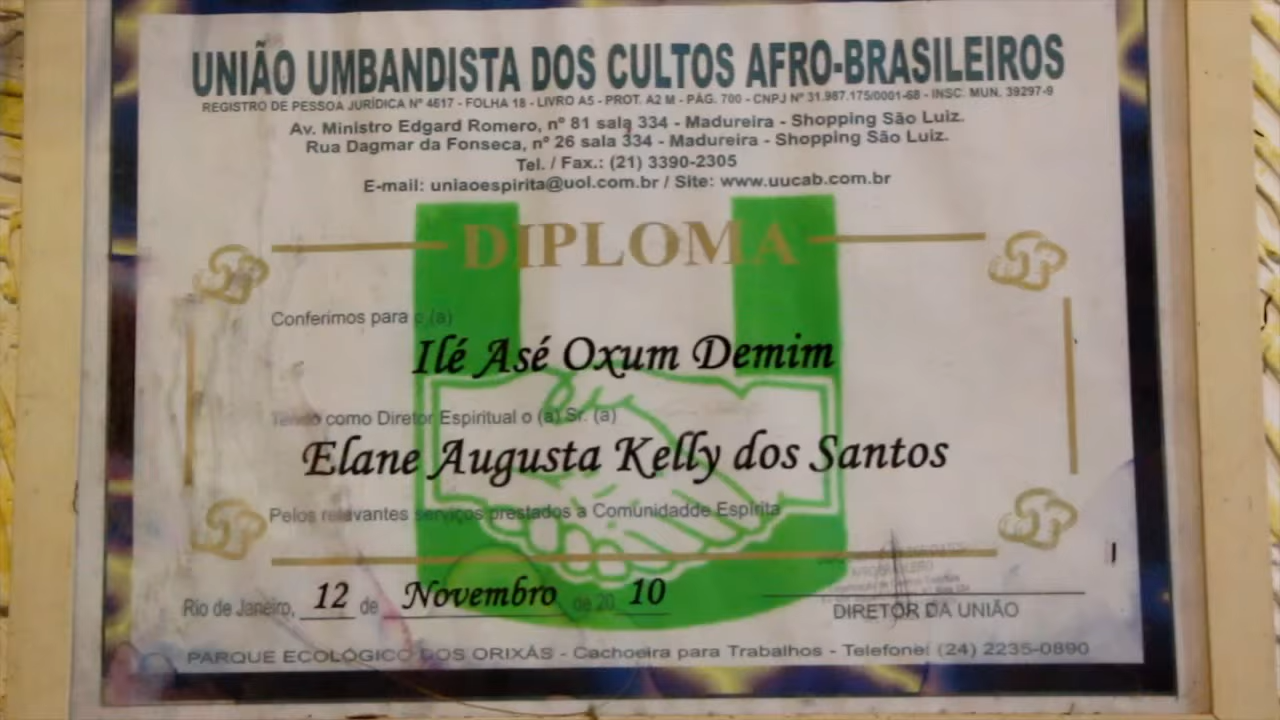 UNIÃO UMBANDISTA DOS CULTOS AFRO-BRASILEIROS
REGISTRO DE PESSOA JURÍDICA Nº 4617 - FOLHA 18 - LIVRO A5 - PROT. A2 M - PÁG. 700 - CNPJ Nº 31.987.175/0001-68 - INSC. MUN. 39297-9
Av. Ministro Edgard Romero, nº 81 sala 334 - Madureira - Shopping São Luiz.
Rua Dagmar da Fonseca, nº 26 sala 334 - Madureira - Shopping São Luiz.
Tel. / Fax.: (21) 3390-2305
E-mail: uniaoespirita@uol.com.br / Site: www.uucab.com.br
DIPLOMA
Conferimos para o (a)
Ilé Asé Oxum Demim
Tendo como Diretor Espiritual o (a) Sr. (a)
Elane Augusta Kelly dos Santos
Pelos relevantes serviços prestados a Comunidadde Espírita
Rio de Janeiro, 12 de Novembro de 20 10
DIRETOR DA UNIÃO
PARQUE ECOLÓGICO DOS ORIXÁS - Cachoeira para Trabalhos - Telefone: (24) 2235-0890